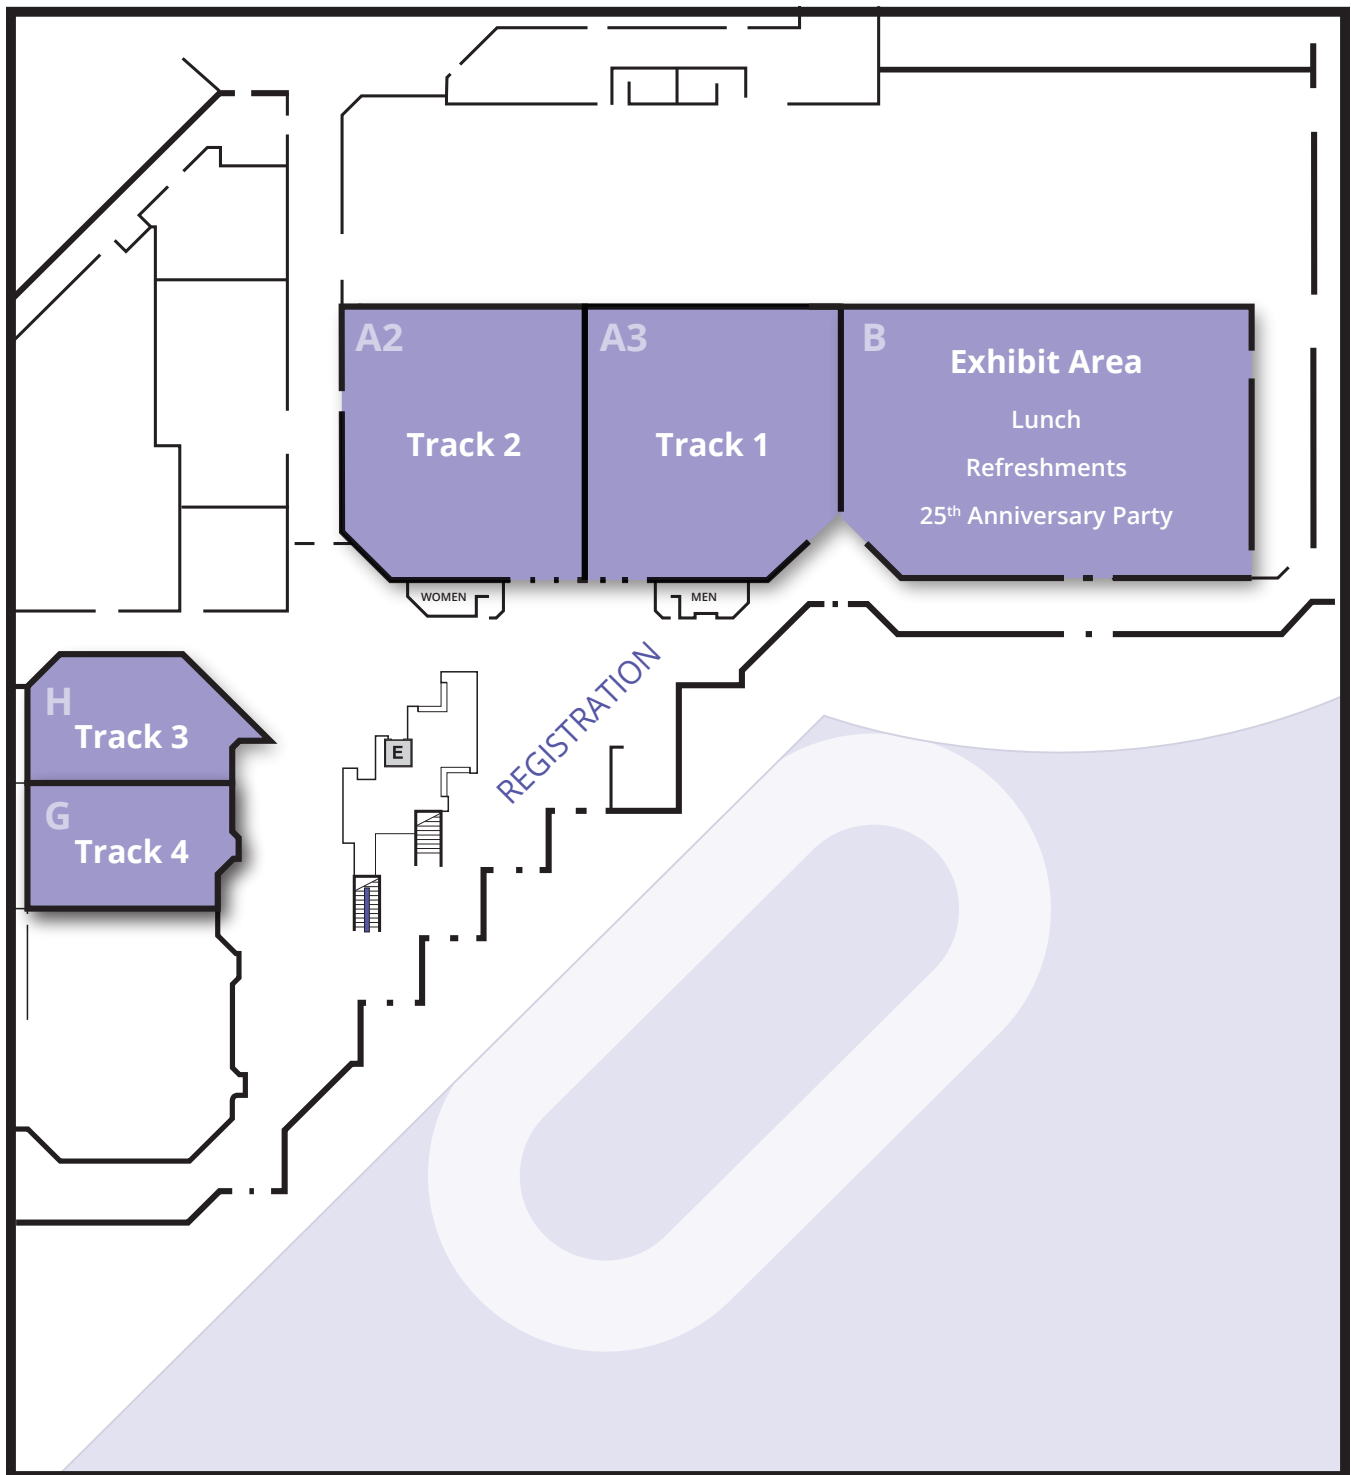 A2
Track 2
A3
Track 1
B
Exhibit Area
Lunch
Refreshments
25th Anniversary Party
WOMEN
MEN
REGISTRATION
H
Track 3
E
G
Track 4